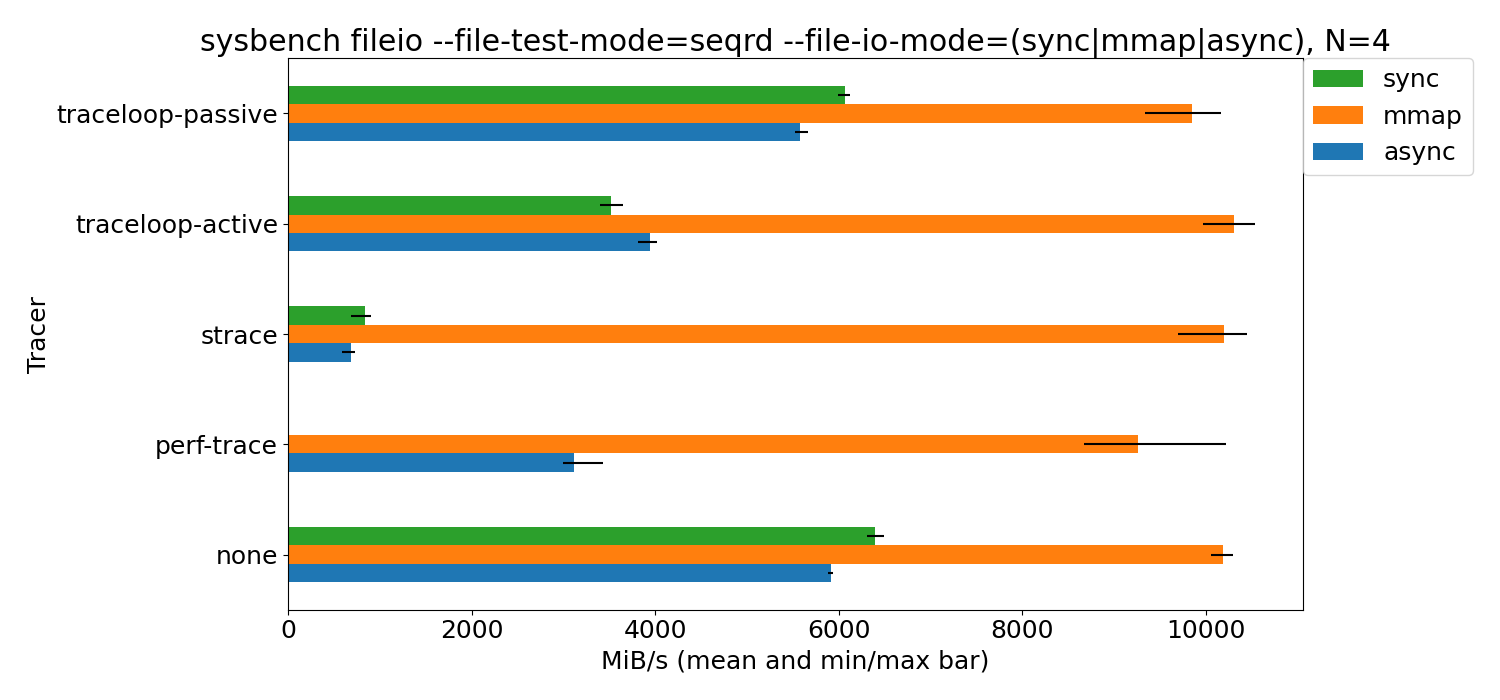 sysbench fileio --file-test-mode=seqrd --file-io-mode=(sync|mmap|async), N=4
sync
mmap
async
traceloop-passive
traceloop-active
strace
perf-trace
none
Tracer
0 2000 4000 6000 8000 10000
MiB/s (mean and min/max bar)